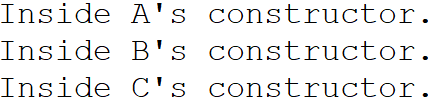 Inside A's constructor.
Inside B's constructor.
Inside C's constructor.